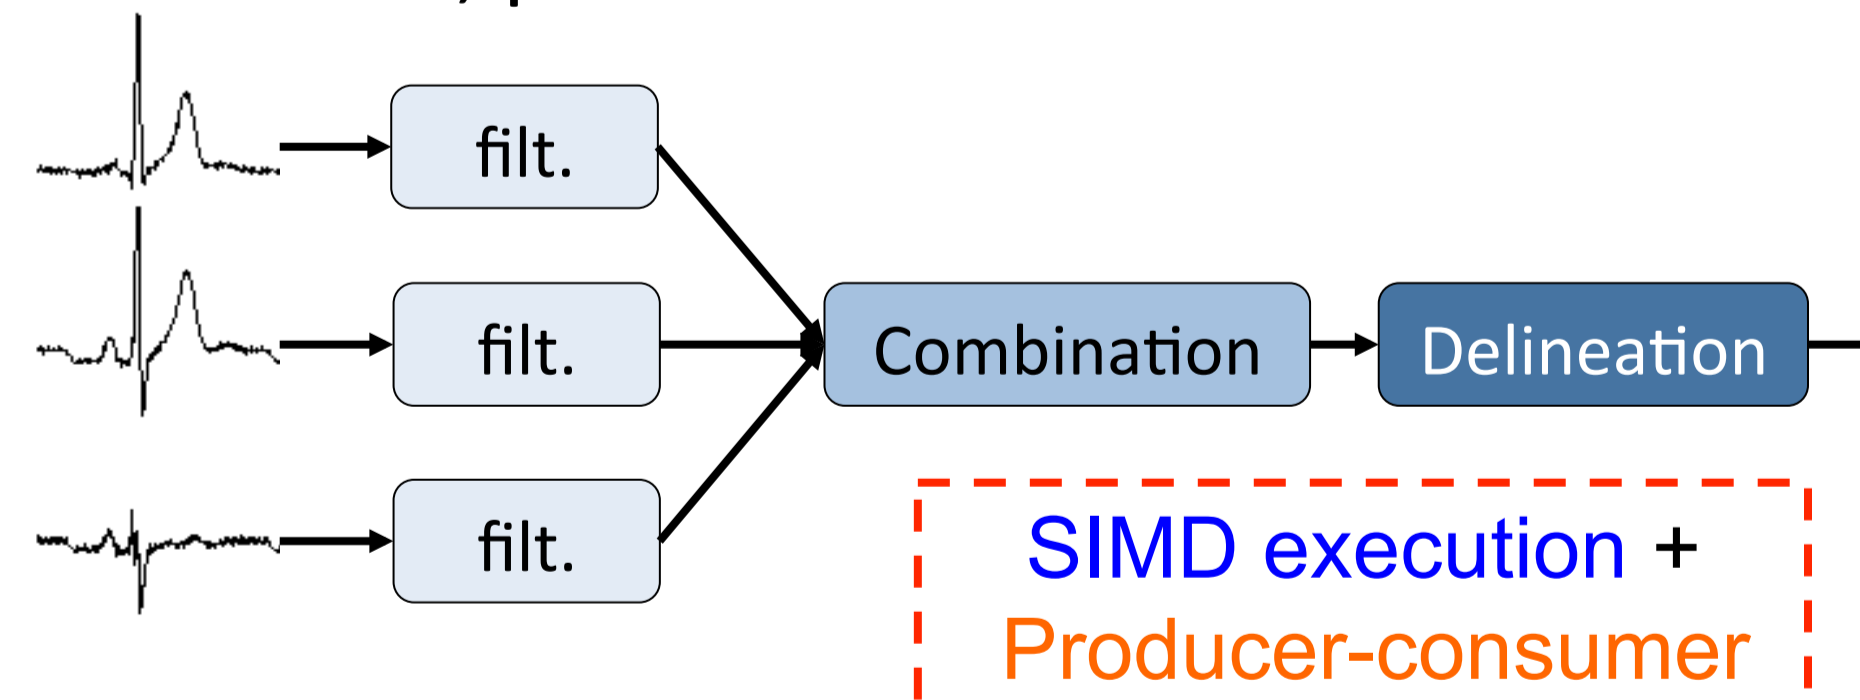 filt.
filt.
Combination
Delineation
filt.
SIMD execution +
Producer-consumer